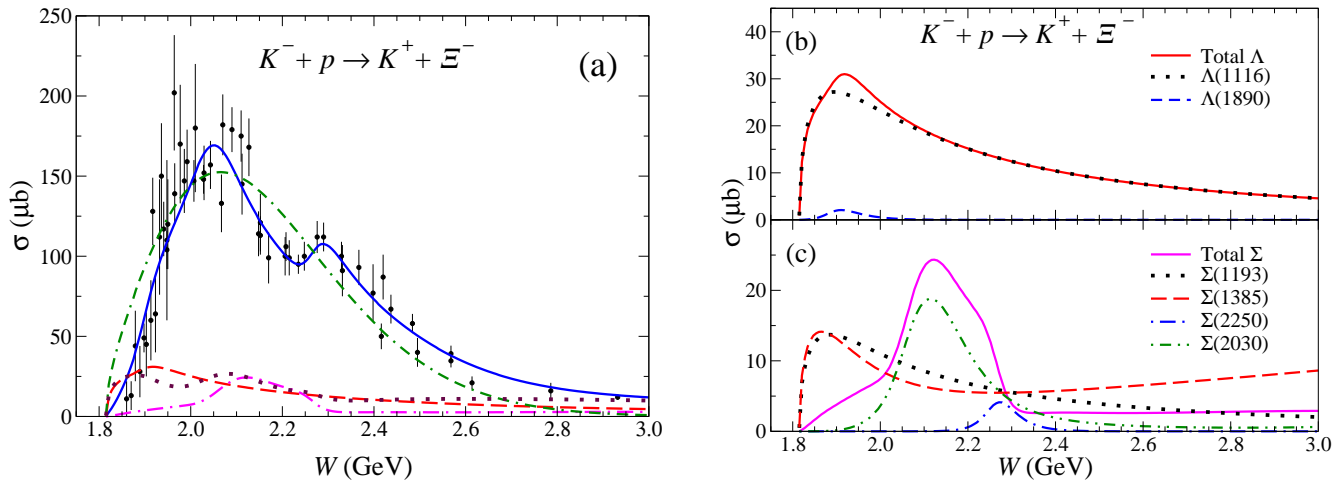 K⁻ + p → K⁺ + Ξ⁻
(a)
250
200
150
100
50
0
σ (μb)
1.8 2.0 2.2 2.4 2.6 2.8 3.0
W (GeV)
K⁻ + p → K⁺ + Ξ⁻
(b)
Total Λ
Λ(1116)
Λ(1890)
40
30
20
10
0
σ (μb)
(c)
Total Σ
Σ(1193)
Σ(1385)
Σ(2250)
Σ(2030)
20
10
0
1.8 2.0 2.2 2.4 2.6 2.8 3.0
W (GeV)